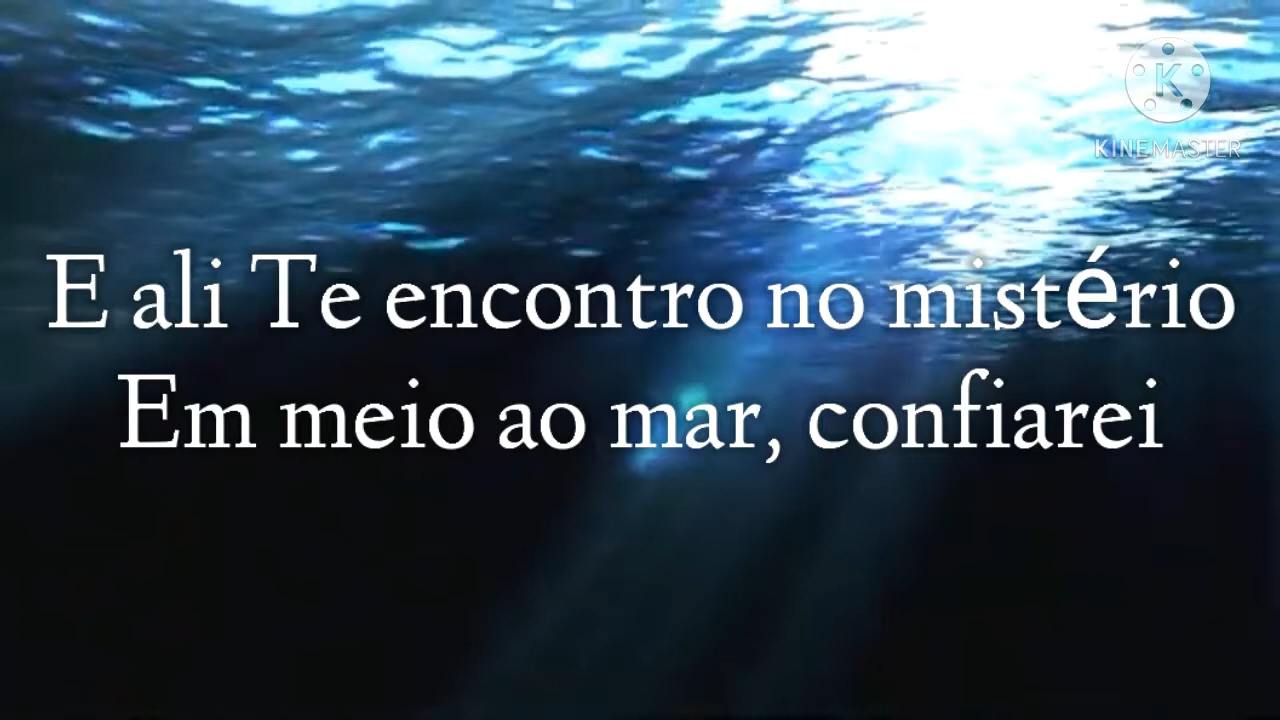 K
KINEMASTER
E ali Te encontro no mistério
Em meio ao mar, confiarei